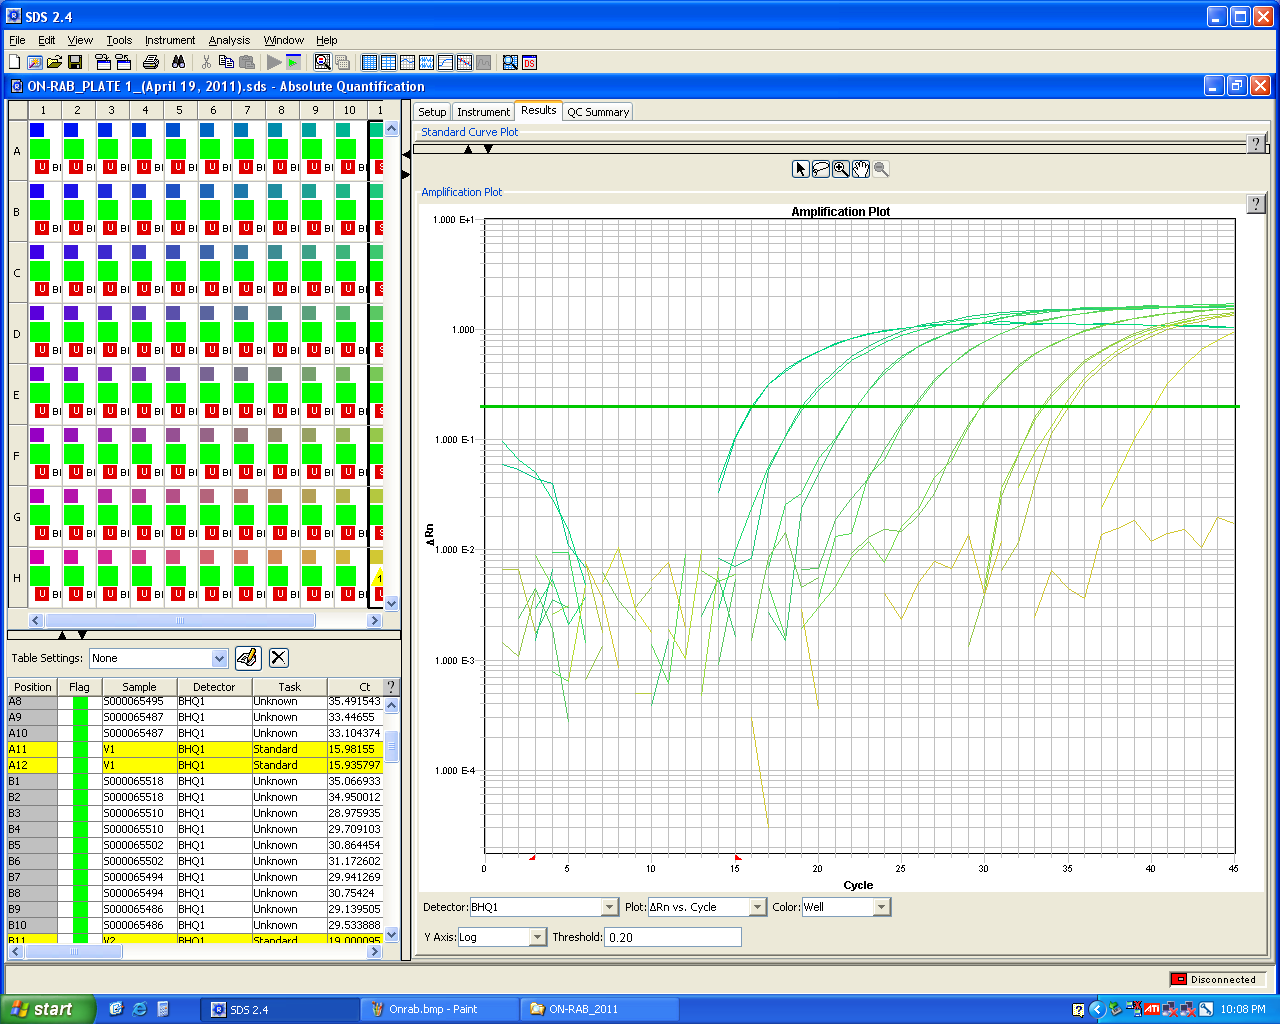 SDS 2.4
File Edit View Tools Instrument Analysis Window Help
ON-RAB_PLATE 1_(April 19, 2011).sds - Absolute Quantification
1 2 3 4 5 6 7 8 9 10
A
U U U U U U U U U U
B
U U U U U U U U U U
C
U U U U U U U U U U
D
U U U U U U U U U U
E
U U U U U U U U U U
F
U U U U U U U U U U
G
U U U U U U U U U U
H
U U U U U U U U U U
Table Settings: None
Position Flag Sample Detector Task Ct ?
A8 S000065495 BHQ1 Unknown 35.491543
A9 S000065487 BHQ1 Unknown 33.44655
A10 S000065487 BHQ1 Unknown 33.104374
A11 V1 BHQ1 Standard 15.98155
A12 V1 BHQ1 Standard 15.935797
B1 S000065518 BHQ1 Unknown 35.066933
B2 S000065518 BHQ1 Unknown 34.950012
B3 S000065510 BHQ1 Unknown 28.975935
B4 S000065510 BHQ1 Unknown 29.709103
B5 S000065502 BHQ1 Unknown 30.864454
B6 S000065502 BHQ1 Unknown 31.172602
B7 S000065494 BHQ1 Unknown 29.941269
B8 S000065494 BHQ1 Unknown 30.75424
B9 S000065486 BHQ1 Unknown 29.139505
B10 S000065486 BHQ1 Unknown 29.533888
B11 V2 BHQ1 Standard 19.000095
Setup Instrument Results QC Summary
Standard Curve Plot
?
Amplification Plot
?
Amplification Plot
1.000 E+1
1.000
1.000 E-1
1.000 E-2
1.000 E-3
1.000 E-4
Δ Rn
0 5 10 15 20 25 30 35 40 45
Cycle
Detector: BHQ1 Plot: ΔRn vs. Cycle Color: Well
Y Axis: Log Threshold: 0.20
Disconnected
start SDS 2.4 Onrab.bmp - Paint ON-RAB_2011 10:08 PM